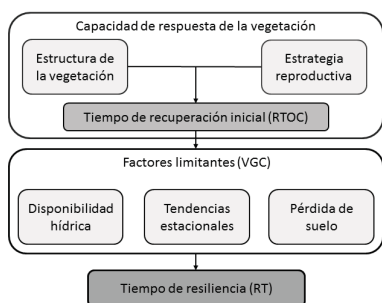 Capacidad de respuesta de la vegetación
Estructura de
la vegetación
Estrategia
reproductiva
Tiempo de recuperación inicial (RTOC)
Factores limitantes (VGC)
Disponibilidad
hídrica
Tendencias
estacionales
Pérdida de
suelo
Tiempo de resiliencia (RT)